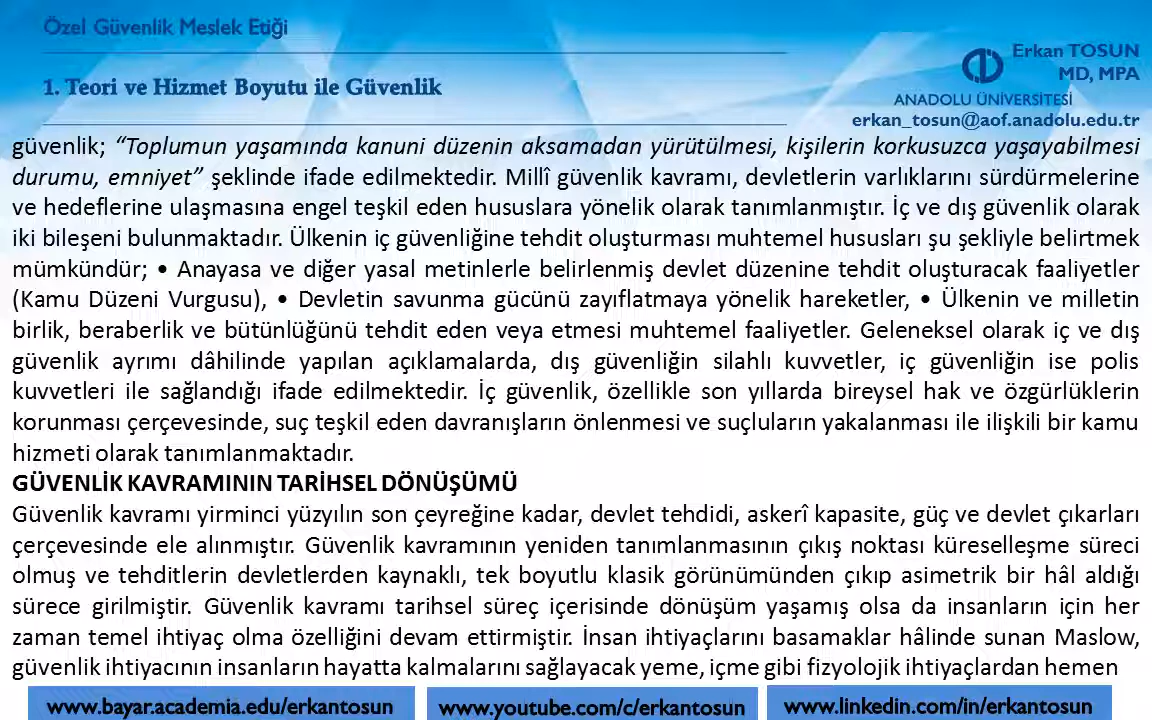 Özel Güvenlik Meslek Etiği
1. Teori ve Hizmet Boyutu ile Güvenlik
Erkan TOSUN
MD, MPA
ANADOLU ÜNİVERSİTESİ
erkan_tosun@aof.anadolu.edu.tr
güvenlik; “Toplumun yaşamında kanuni düzenin aksamadan yürütülmesi, kişilerin korkusuzca yaşayabilmesi
durumu, emniyet” şeklinde ifade edilmektedir. Millî güvenlik kavramı, devletlerin varlıklarını sürdürmelerine
ve hedeflerine ulaşmasına engel teşkil eden hususlara yönelik olarak tanımlanmıştır. İç ve dış güvenlik olarak
iki bileşeni bulunmaktadır. Ülkenin iç güvenliğine tehdit oluşturması muhtemel hususları şu şekliyle belirtmek
mümkündür; • Anayasa ve diğer yasal metinlerle belirlenmiş devlet düzenine tehdit oluşturacak faaliyetler
(Kamu Düzeni Vurgusu), • Devletin savunma gücünü zayıflatmaya yönelik hareketler, • Ülkenin ve milletin
birlik, beraberlik ve bütünlüğünü tehdit eden veya etmesi muhtemel faaliyetler. Geleneksel olarak iç ve dış
güvenlik ayrımı dâhilinde yapılan açıklamalarda, dış güvenliğin silahlı kuvvetler, iç güvenliğin ise polis
kuvvetleri ile sağlandığı ifade edilmektedir. İç güvenlik, özellikle son yıllarda bireysel hak ve özgürlüklerin
korunması çerçevesinde, suç teşkil eden davranışların önlenmesi ve suçluların yakalanması ile ilişkili bir kamu
hizmeti olarak tanımlanmaktadır.
GÜVENLİK KAVRAMININ TARİHSEL DÖNÜŞÜMÜ
Güvenlik kavramı yirminci yüzyılın son çeyreğine kadar, devlet tehdidi, askerî kapasite, güç ve devlet çıkarları
çerçevesinde ele alınmıştır. Güvenlik kavramının yeniden tanımlanmasının çıkış noktası küreselleşme süreci
olmuş ve tehditlerin devletlerden kaynaklı, tek boyutlu klasik görünümünden çıkıp asimetrik bir hâl aldığı
sürece girilmiştir. Güvenlik kavramı tarihsel süreç içerisinde dönüşüm yaşamış olsa da insanların için her
zaman temel ihtiyaç olma özelliğini devam ettirmiştir. İnsan ihtiyaçlarını basamaklar hâlinde sunan Maslow,
güvenlik ihtiyacının insanların hayatta kalmalarını sağlayacak yeme, içme gibi fizyolojik ihtiyaçlardan hemen
www.bayar.academia.edu/erkantosun
www.youtube.com/c/erkantosun
www.linkedin.com/in/erkantosun